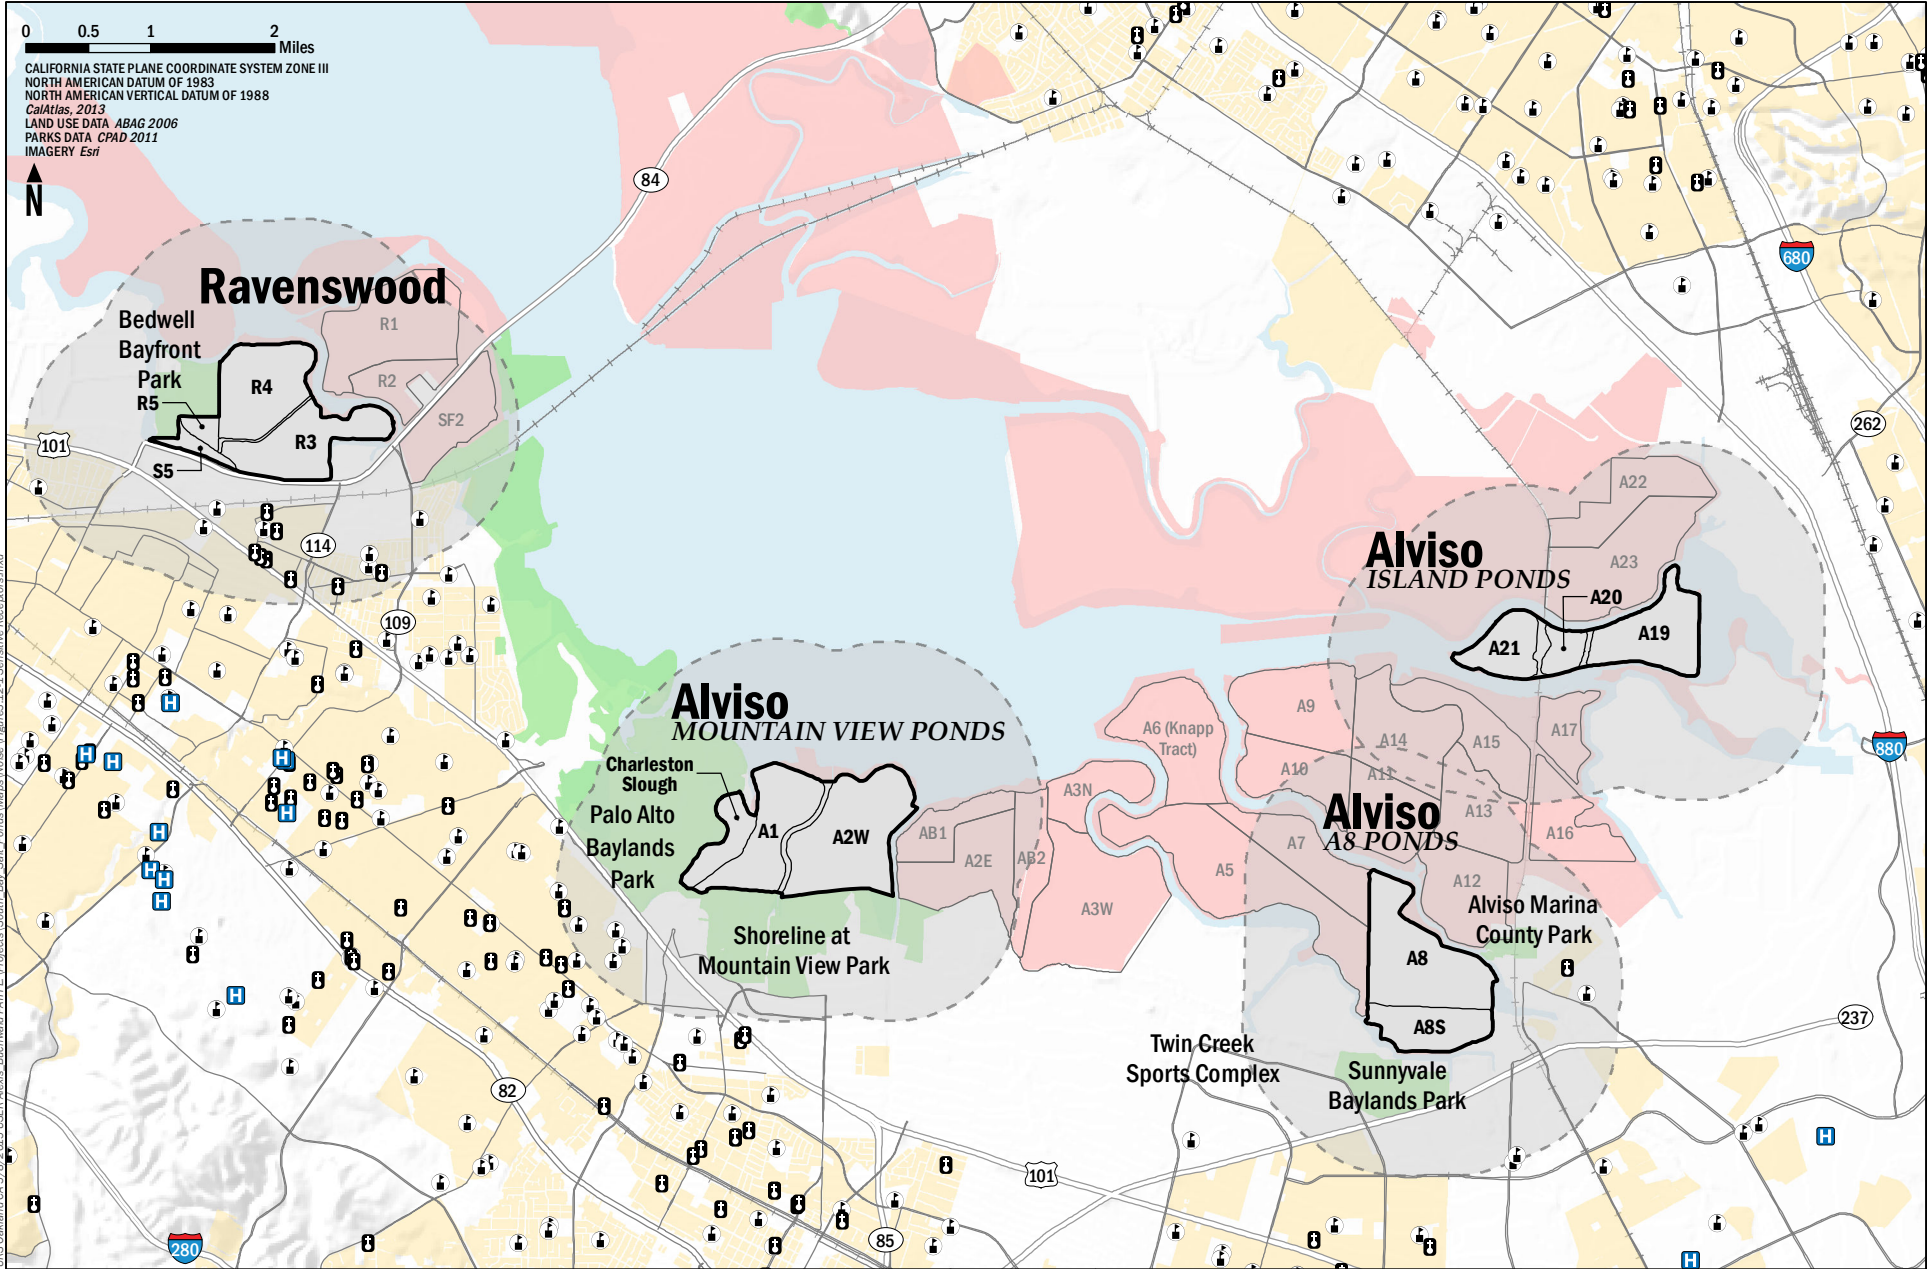 0 0.5 1 2
Miles
CALIFORNIA STATE PLANE COORDINATE SYSTEM ZONE III
NORTH AMERICAN DATUM OF 1983
NORTH AMERICAN VERTICAL DATUM OF 1988
CalAtlas, 2013
LAND USE DATA ABAG 2006
PARKS DATA CPAD 2011
IMAGERY Esri
N
84
680
262
880
237
101
114
109
82
280
85
101
Ravenswood
Bedwell
Bayfront
Park
R5
R4
R3
S5
R1
R2
SF2
Alviso
MOUNTAIN VIEW PONDS
Charleston
Slough
Palo Alto
Baylands
Park
A1
A2W
AB1
A2E
AB2
Shoreline at
Mountain View Park
A3N
A3W
A5
A6 (Knapp
Tract)
A7
A9
A10
A11
A14
A15
A13
A12
A16
A17
Alviso
ISLAND PONDS
A22
A23
A20
A21
A19
Alviso
A8 PONDS
A8
A8S
Alviso Marina
County Park
Twin Creek
Sports Complex
Sunnyvale
Baylands Park
H
H
H
H
H
H
H
H
H
H
H
H